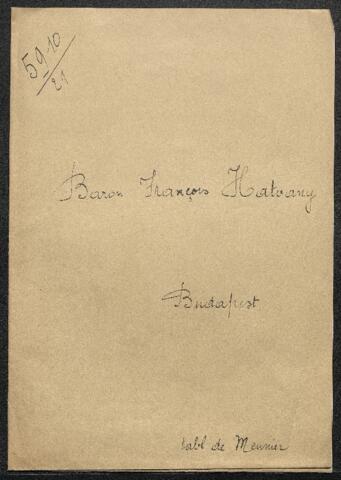 5910
21
Baron François Hatvany
Budapest
tabl de Meunier